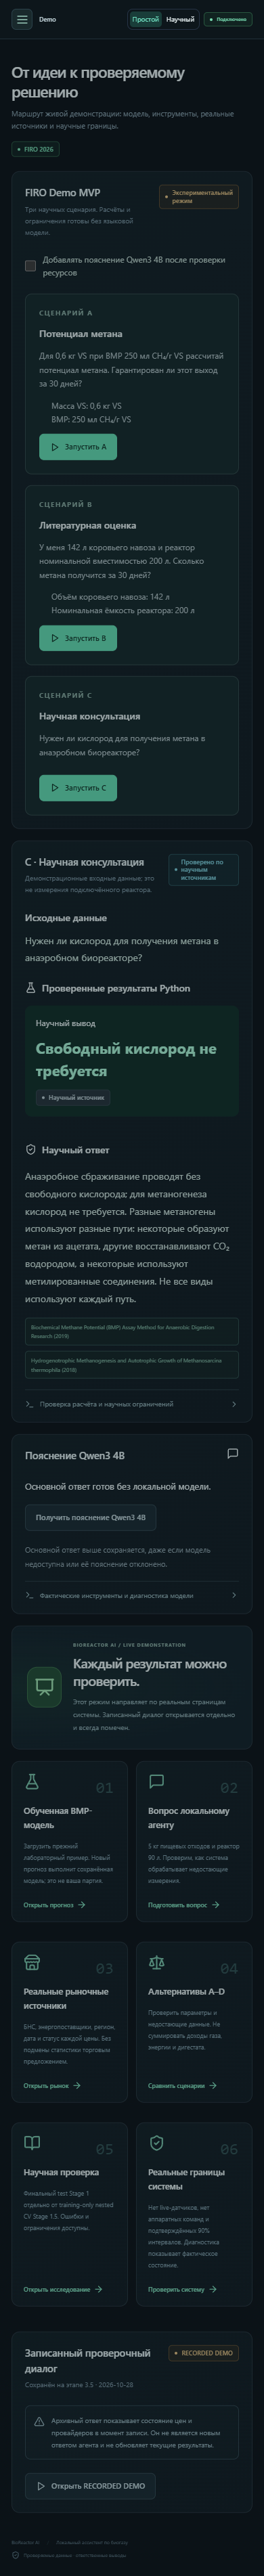 Demo
Простой Научный
Подключено
От идеи к проверяемому
решению
Маршрут живой демонстрации: модель, инструменты, реальные
источники и научные границы.
FIRO 2026
FIRO Demo MVP
Экспериментальный
режим
Три научных сценария. Расчёты и
ограничения готовы без языковой
модели.
Добавлять пояснение Qwen3 4B после проверки
ресурсов
СЦЕНАРИЙ A
Потенциал метана
Для 0,6 кг VS при BMP 250 мл CH₄/г VS рассчитай
потенциал метана. Гарантирован ли этот выход
за 30 дней?
Масса VS: 0,6 кг VS
BMP: 250 мл CH₄/г VS
Запустить A
СЦЕНАРИЙ B
Литературная оценка
У меня 142 л коровьего навоза и реактор
номинальной вместимостью 200 л. Сколько
метана получится за 30 дней?
Объём коровьего навоза: 142 л
Номинальная ёмкость реактора: 200 л
Запустить B
СЦЕНАРИЙ C
Научная консультация
Нужен ли кислород для получения метана в
анаэробном биореакторе?
Запустить C
C · Научная консультация
Проверено по
научным
источникам
Демонстрационные входные данные; это
не измерения подключённого реактора.
Исходные данные
Нужен ли кислород для получения метана в
анаэробном биореакторе?
Проверенные результаты Python
Научный вывод
Свободный кислород не
требуется
Научный источник
Научный ответ
Анаэробное сбраживание проводят без
свободного кислорода; для метаногенеза
кислород не требуется. Разные метаногены
используют разные пути: некоторые образуют
метан из ацетата, другие восстанавливают CO₂
водородом, а некоторые используют
метилированные соединения. Не все виды
используют каждый путь.
Biochemical Methane Potential (BMP) Assay Method for Anaerobic Digestion
Research (2019)
Hydrogenotrophic Methanogenesis and Autotrophic Growth of Methanosarcina
thermophila (2018)
Проверка расчёта и научных ограничений
Пояснение Qwen3 4B
Основной ответ готов без локальной модели.
Получить пояснение Qwen3 4B
Основной ответ выше сохраняется, даже если модель
недоступна или её пояснение отклонено.
Фактические инструменты и диагностика модели
BIOREACTOR AI / LIVE DEMONSTRATION
Каждый результат можно
проверить.
Этот режим направляет по реальным страницам
системы. Записанный диалог открывается отдельно
и всегда помечен.
01
Обученная BMP-
модель
Загрузить прежний
лабораторный пример. Новый
прогноз выполнит сохранённая
модель; это не ваша партия.
Открыть прогноз
02
Вопрос локальному
агенту
5 кг пищевых отходов и реактор
90 л. Проверим, как система
обрабатывает недостающие
измерения.
Подготовить вопрос
03
Реальные рыночные
источники
БНС, энергопоставщики, регион,
дата и статус каждой цены. Без
подмены статистики торговым
предложением.
Открыть рынок
04
Альтернативы A–D
Проверить параметры и
недостающие данные. Не
суммировать доходы газа,
энергии и дигестата.
Сравнить сценарии
05
Научная проверка
Финальный test Stage 1
отдельно от training-only nested
CV Stage 1.5. Ошибки и
ограничения доступны.
Открыть исследование
06
Реальные границы
системы
Нет live-датчиков, нет
аппаратных команд и
подтверждённых 90%
интервалов. Диагностика
показывает фактическое
состояние.
Проверить систему
Записанный проверочный
диалог
RECORDED DEMO
Сохранён на этапе 3.5 · 2026-10-28
Архивный ответ показывает состояние цен и
провайдеров в момент записи. Он не является новым
ответом агента и не обновляет текущие результаты.
Открыть RECORDED DEMO
BioReactor AI